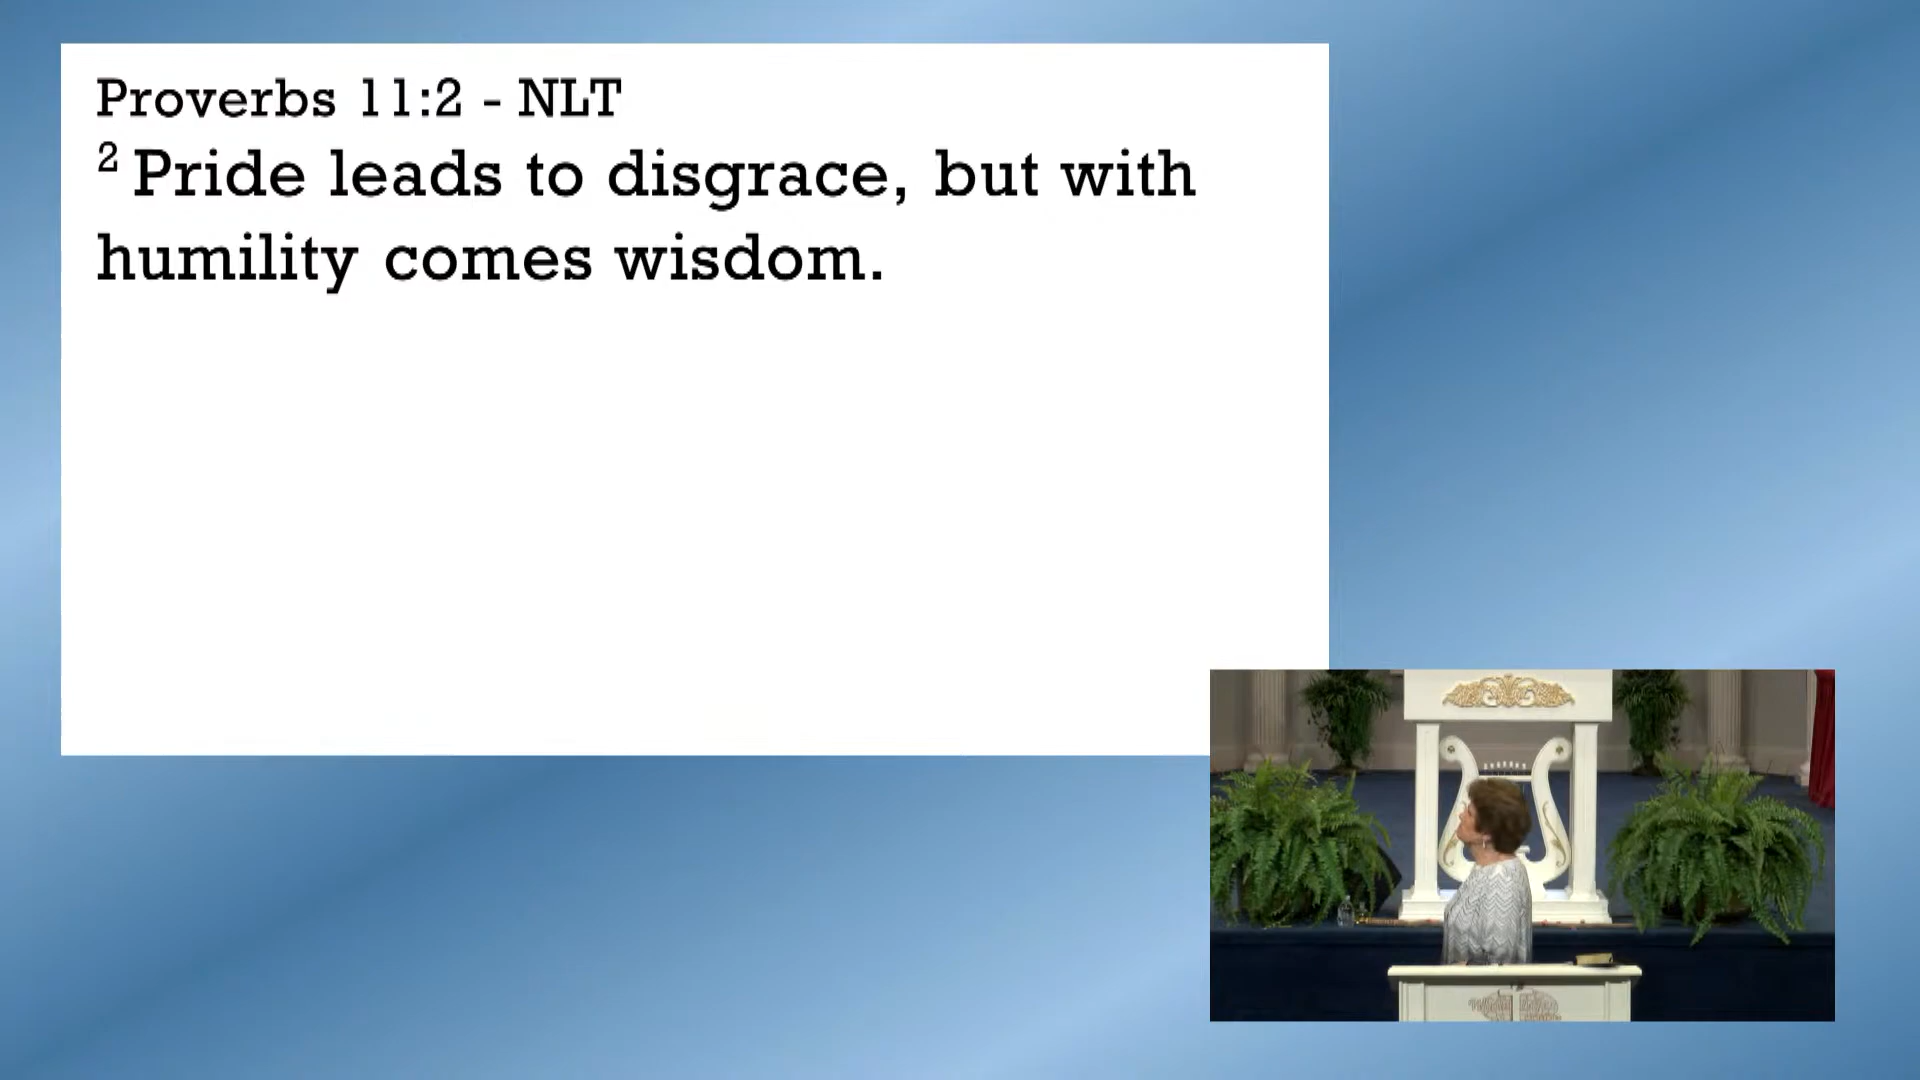 Proverbs 11:2 - NLT
2 Pride leads to disgrace, but with
humility comes wisdom.